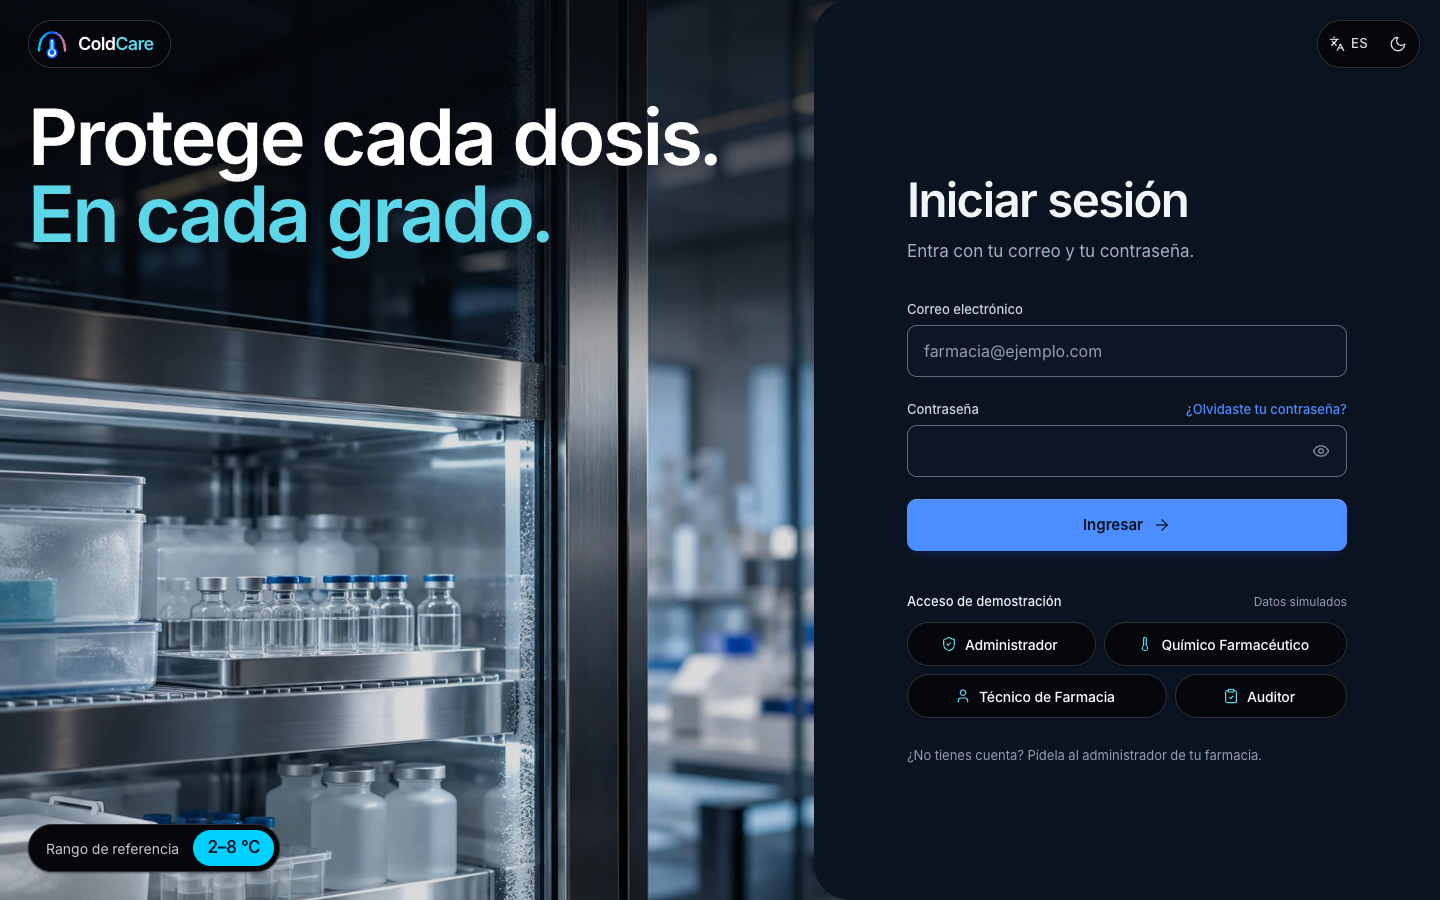 ColdCare
Protege cada dosis.
En cada grado.
Rango de referencia
2–8 °C
ES
Iniciar sesión
Entra con tu correo y tu contraseña.
Correo electrónico
farmacia@ejemplo.com
Contraseña
¿Olvidaste tu contraseña?
Ingresar
Acceso de demostración
Datos simulados
Administrador
Químico Farmacéutico
Técnico de Farmacia
Auditor
¿No tienes cuenta? Pídela al administrador de tu farmacia.